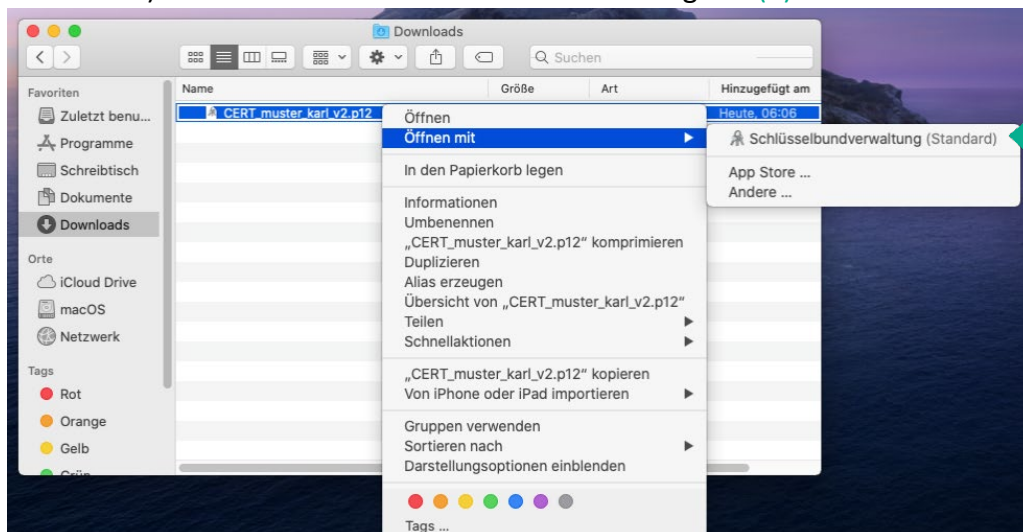 Downloads
Suchen
Favoriten
Zuletzt benu...
Programme
Schreibtisch
Dokumente
Downloads
Orte
iCloud Drive
macOS
Netzwerk
Tags
Rot
Orange
Gelb
Grün
Name Größe Art Hinzugefügt am
CERT_muster_karl_v2.p12 Heute, 06:06
Öffnen
Öffnen mit
In den Papierkorb legen
Informationen
Umbenennen
„CERT_muster_karl_v2.p12“ komprimieren
Duplizieren
Alias erzeugen
Übersicht von „CERT_muster_karl_v2.p12“
Teilen
Schnellaktionen
„CERT_muster_karl_v2.p12“ kopieren
Von iPhone oder iPad importieren
Gruppen verwenden
Sortieren nach
Darstellungsoptionen einblenden
Tags ...
Schlüsselbundverwaltung (Standard)
App Store ...
Andere ...